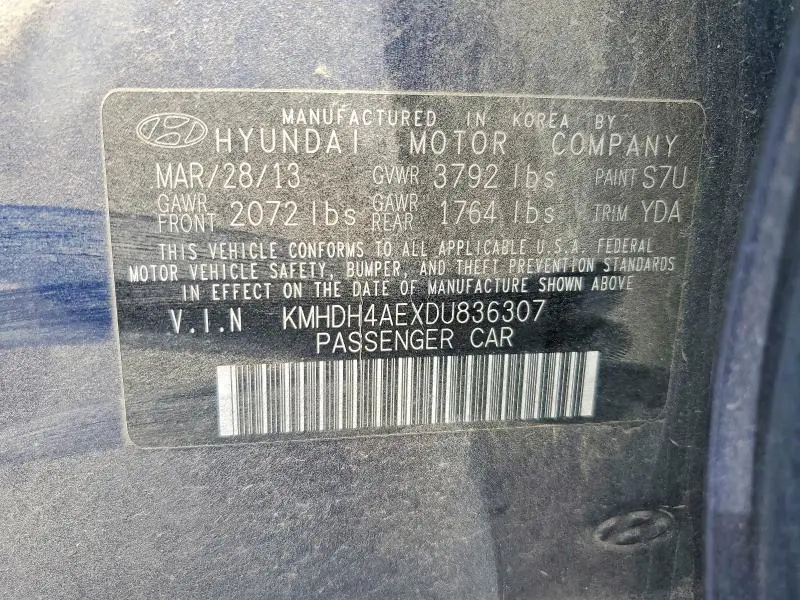 MANUFACTURED IN KOREA BY
HYUNDAI MOTOR COMPANY
MAR/28/13 GVWR 3792 lbs PAINT S7U
GAWR FRONT 2072 lbs GAWR REAR 1764 lbs TRIM YDA
THIS VEHICLE CONFORMS TO ALL APPLICABLE U.S.A. FEDERAL
MOTOR VEHICLE SAFETY, BUMPER, AND THEFT PREVENTION STANDARDS
IN EFFECT ON THE DATE OF MANUFACTURE SHOWN ABOVE
V.I.N KMHDH4AEXDU836307
PASSENGER CAR